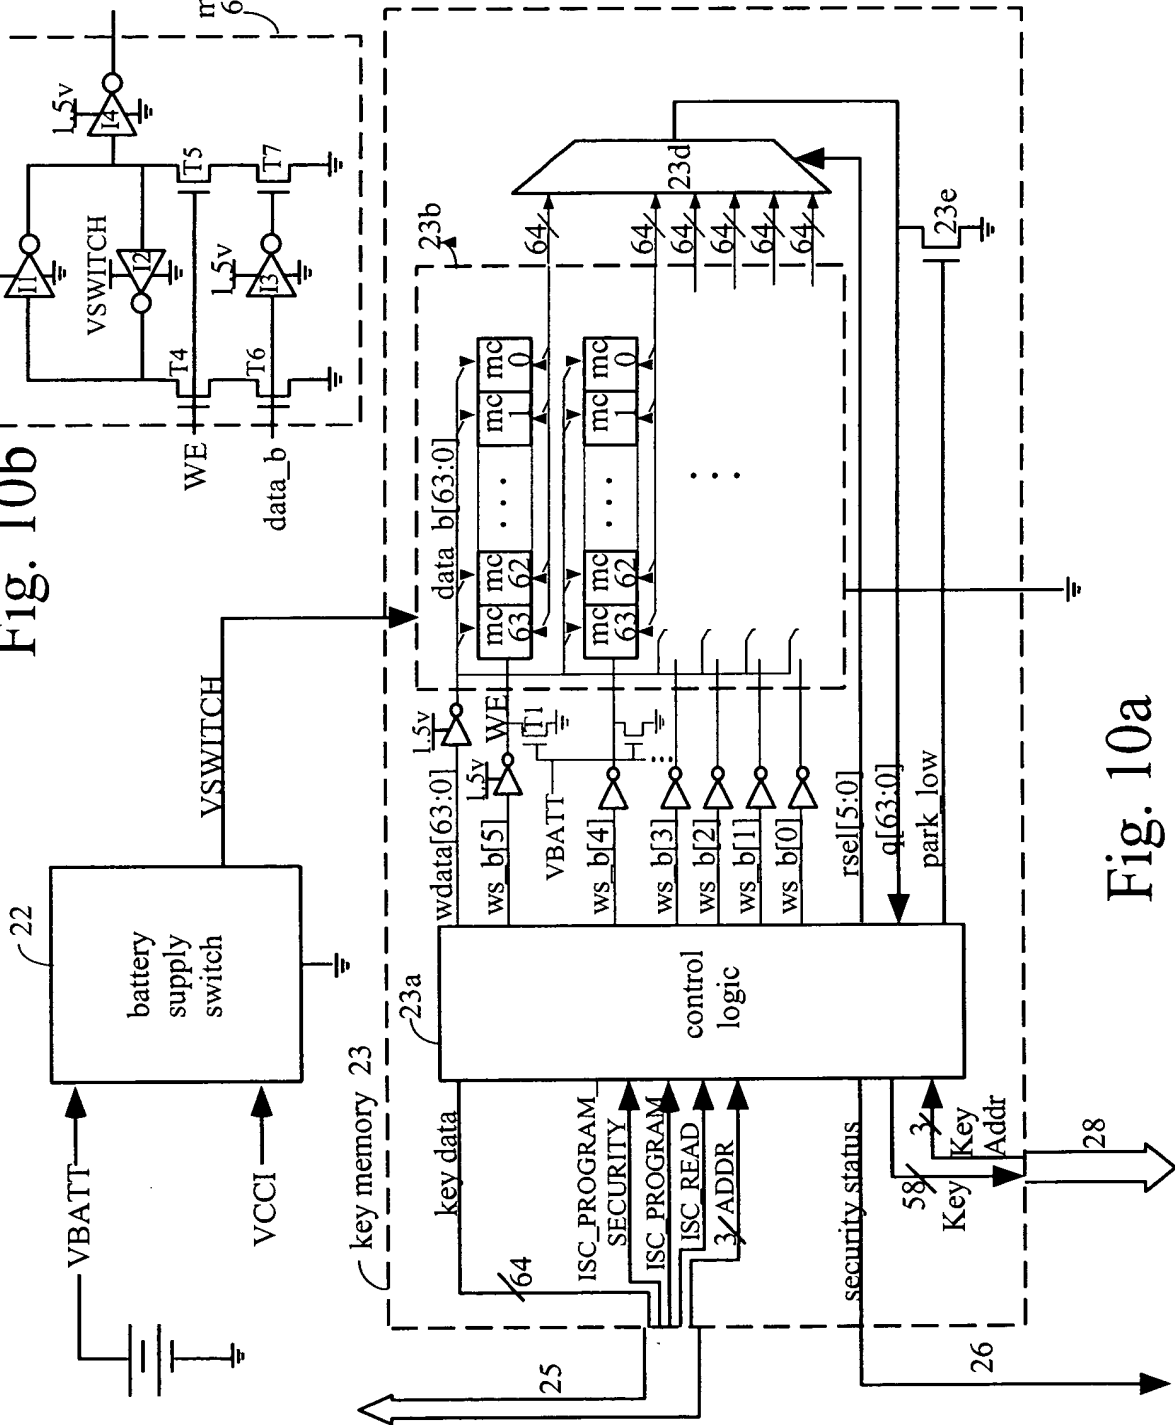 Fig. 10b
m
6
1.5v
I4
I1
VSWITCH
I2
T5
T4
1.5v
I3
T7
T6
WE
data_b
VBATT
VCCI
22
battery
supply
switch
VSWITCH
key memory 23
23a
control
logic
key data
64
ISC_PROGRAM_
SECURITY
ISC_PROGRAM
ISC_READ
3
ADDR
security status
58
Key
3
Key
Addr
25
26
28
wdata[63:0]
1.5v
ws_b[5]
1.5v
WE
T1
VBATT
ws_b[4]
ws_b[3]
ws_b[2]
ws_b[1]
ws_b[0]
rsel[5:0]
q[63:0]
park_low
23b
data_b[63:0]
mc
63
mc
62
. . .
mc
1
mc
0
mc
63
mc
62
. . .
mc
1
mc
0
. . .
64
64
64
64
64
64
23d
23e
Fig. 10a